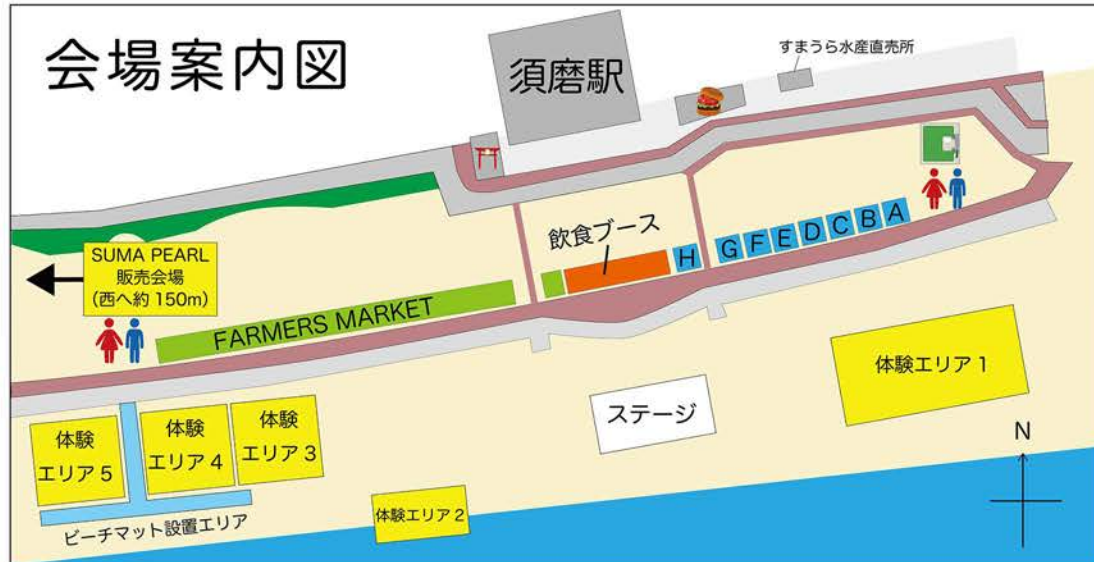 会場案内図
須磨駅
すまうら水産直売所
SUMA PEARL
販売会場
(西へ約150m)
飲食ブース
H
G
F
E
D
C
B
A
FARMERS MARKET
体験エリア1
ステージ
体験
エリア5
体験
エリア4
体験
エリア3
体験エリア2
ビーチマット設置エリア
N